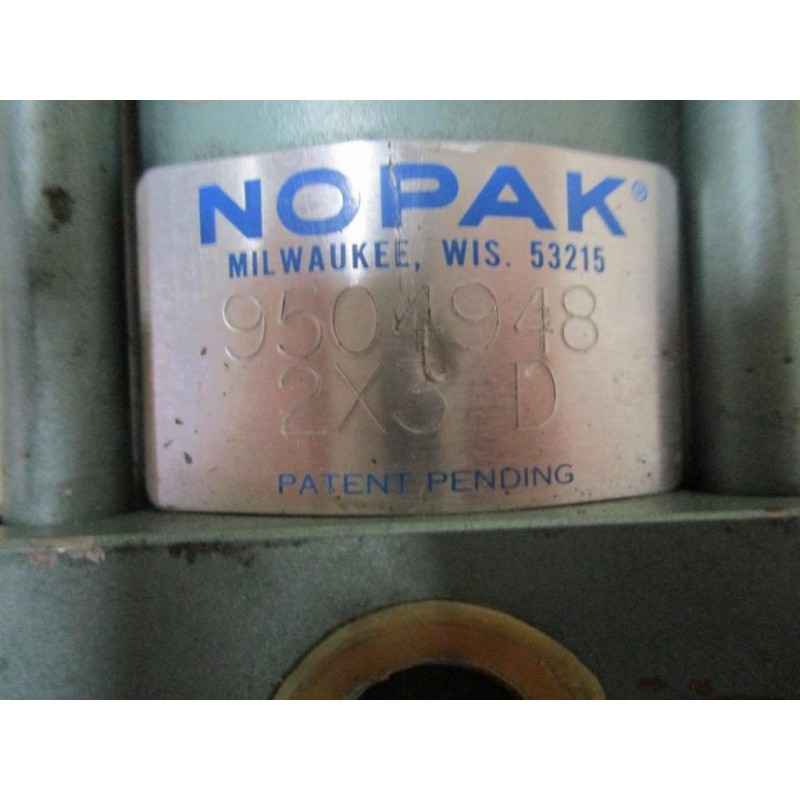 NOPAK®
MILWAUKEE, WIS. 53215
9504948
2X3 D
PATENT PENDING